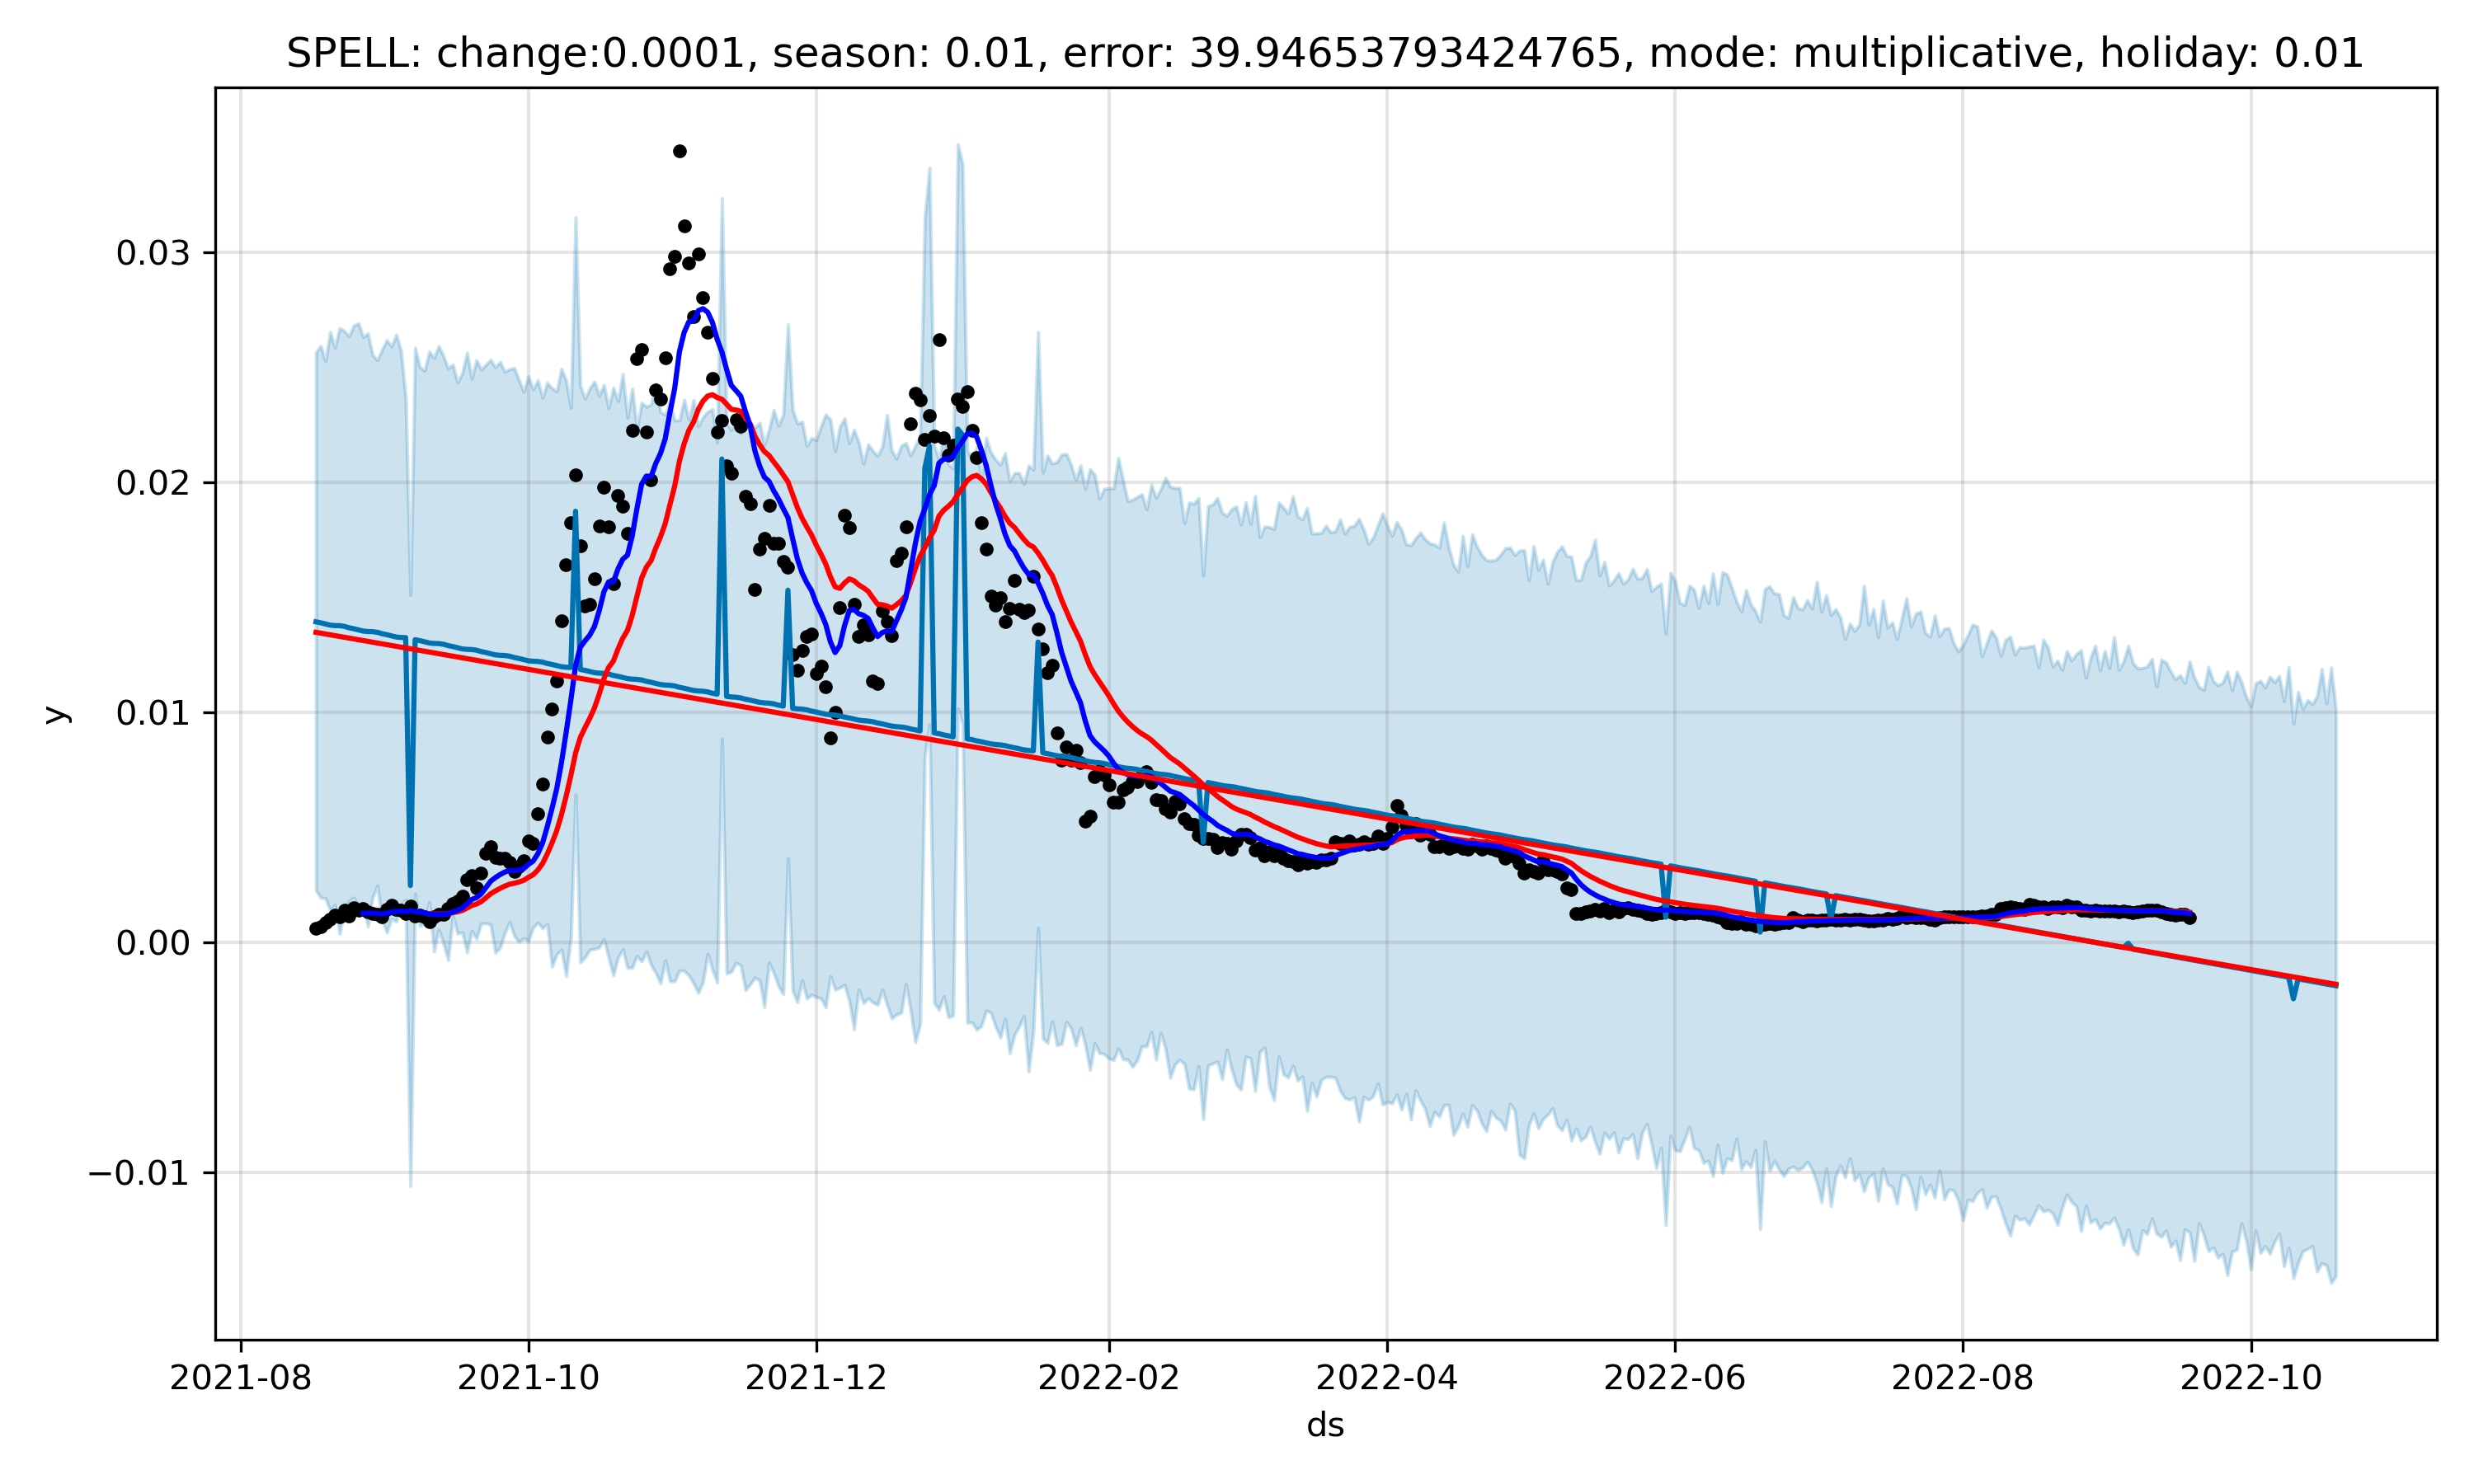 SPELL: change:0.0001, season: 0.01, error: 39.94653793424765, mode: multiplicative, holiday: 0.01
0.03
0.02
y
0.01
0.00
−0.01
2021-08 2021-10 2021-12 2022-02 2022-04 2022-06 2022-08 2022-10
ds